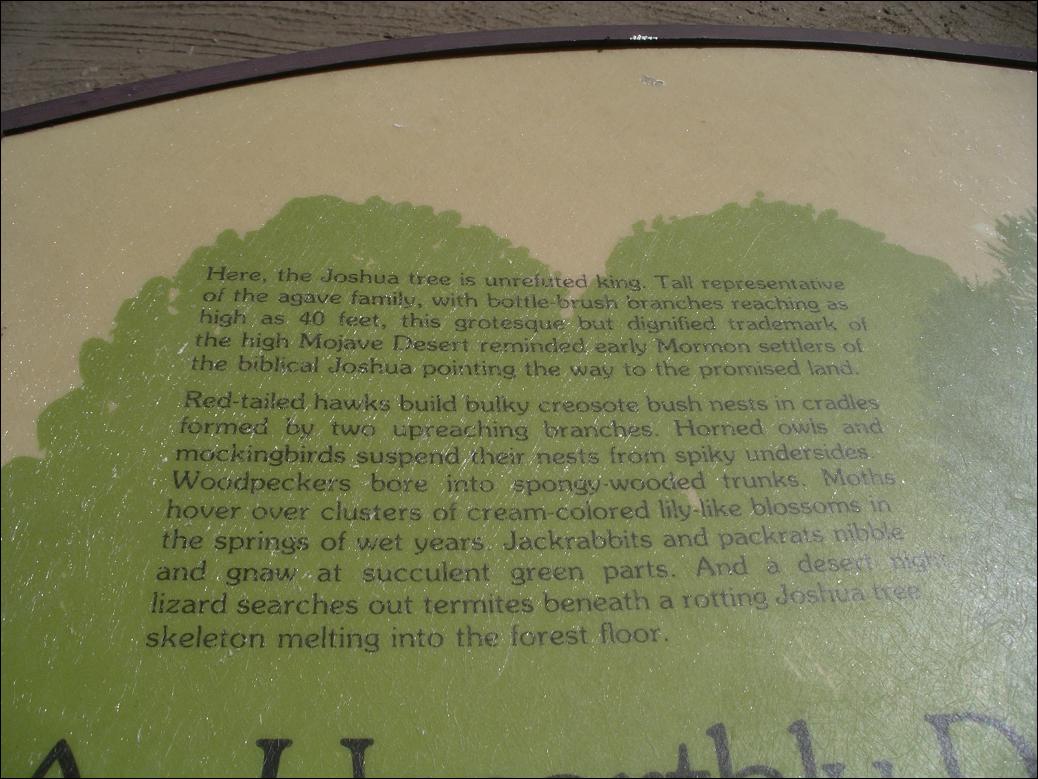 Here, the Joshua tree is unrefuted king. Tall representative
of the agave family, with bottle-brush branches reaching as
high as 40 feet, this grotesque but dignified trademark of
the high Mojave Desert reminded early Mormon settlers of
the biblical Joshua pointing the way to the promised land.
Red-tailed hawks build bulky creosote bush nests in cradles
formed by two upreaching branches. Horned owls and
mockingbirds suspend their nests from spiky undersides.
Woodpeckers bore into spongy-wooded trunks. Moths
hover over clusters of cream-colored lily-like blossoms in
the springs of wet years. Jackrabbits and packrats nibble
and gnaw at succulent green parts. And a desert night
lizard searches out termites beneath a rotting Joshua tree
skeleton melting into the forest floor.